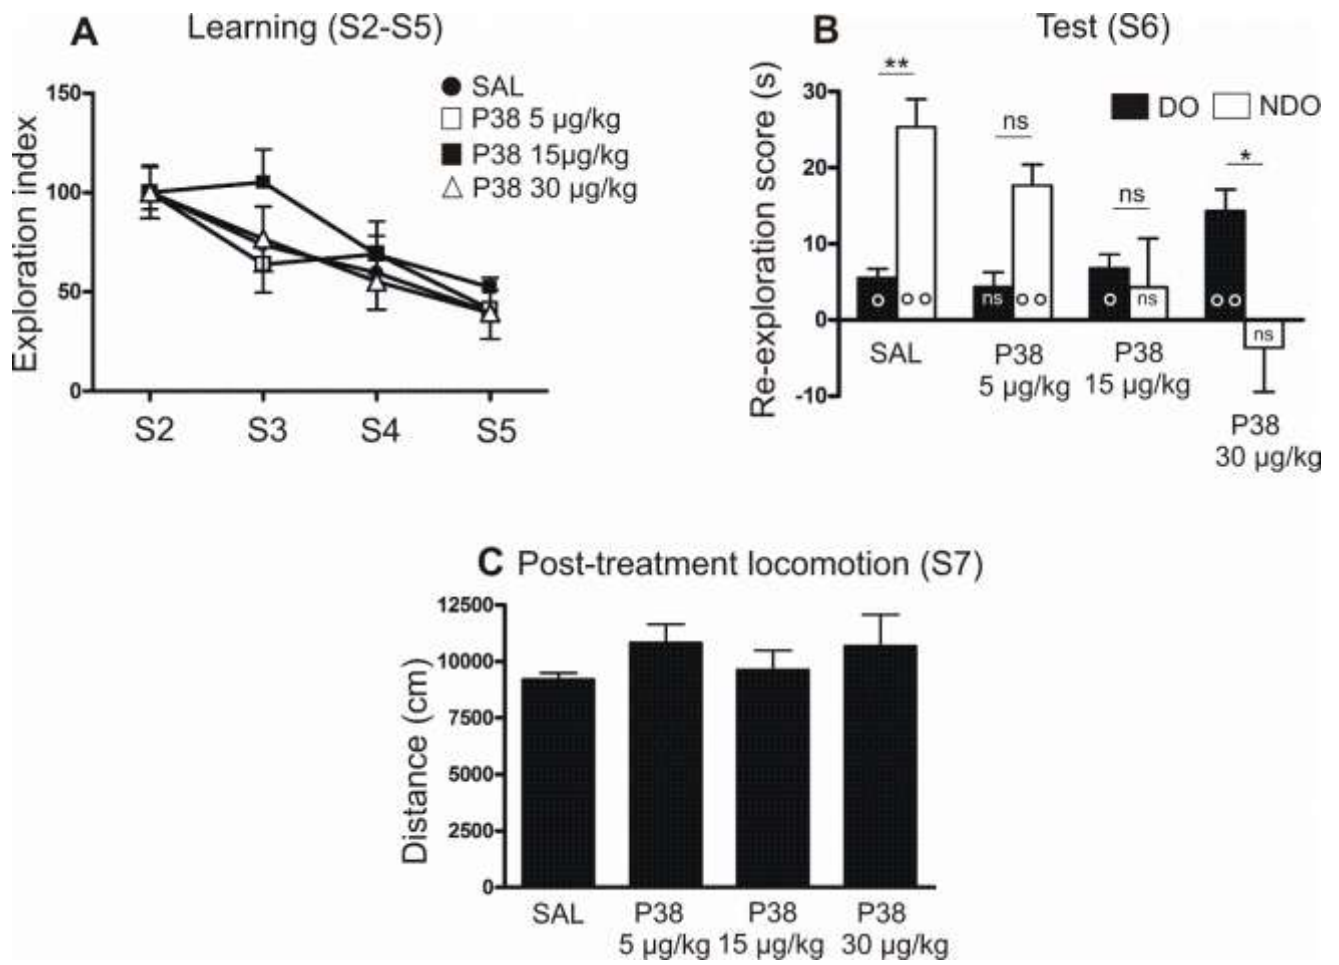 A Learning (S2-S5)
Exploration index
150
100
50
0
S2 S3 S4 S5
SAL
P38 5 µg/kg
P38 15µg/kg
P38 30 µg/kg
B Test (S6)
Re-exploration score (s)
30
20
10
0
-10
DO NDO
**
ns
ns
*
ns
ns
ns
SAL
P38
5 µg/kg
P38
15 µg/kg
P38
30 µg/kg
C Post-treatment locomotion (S7)
Distance (cm)
12500
10000
7500
5000
2500
0
SAL
P38
5 µg/kg
P38
15 µg/kg
P38
30 µg/kg